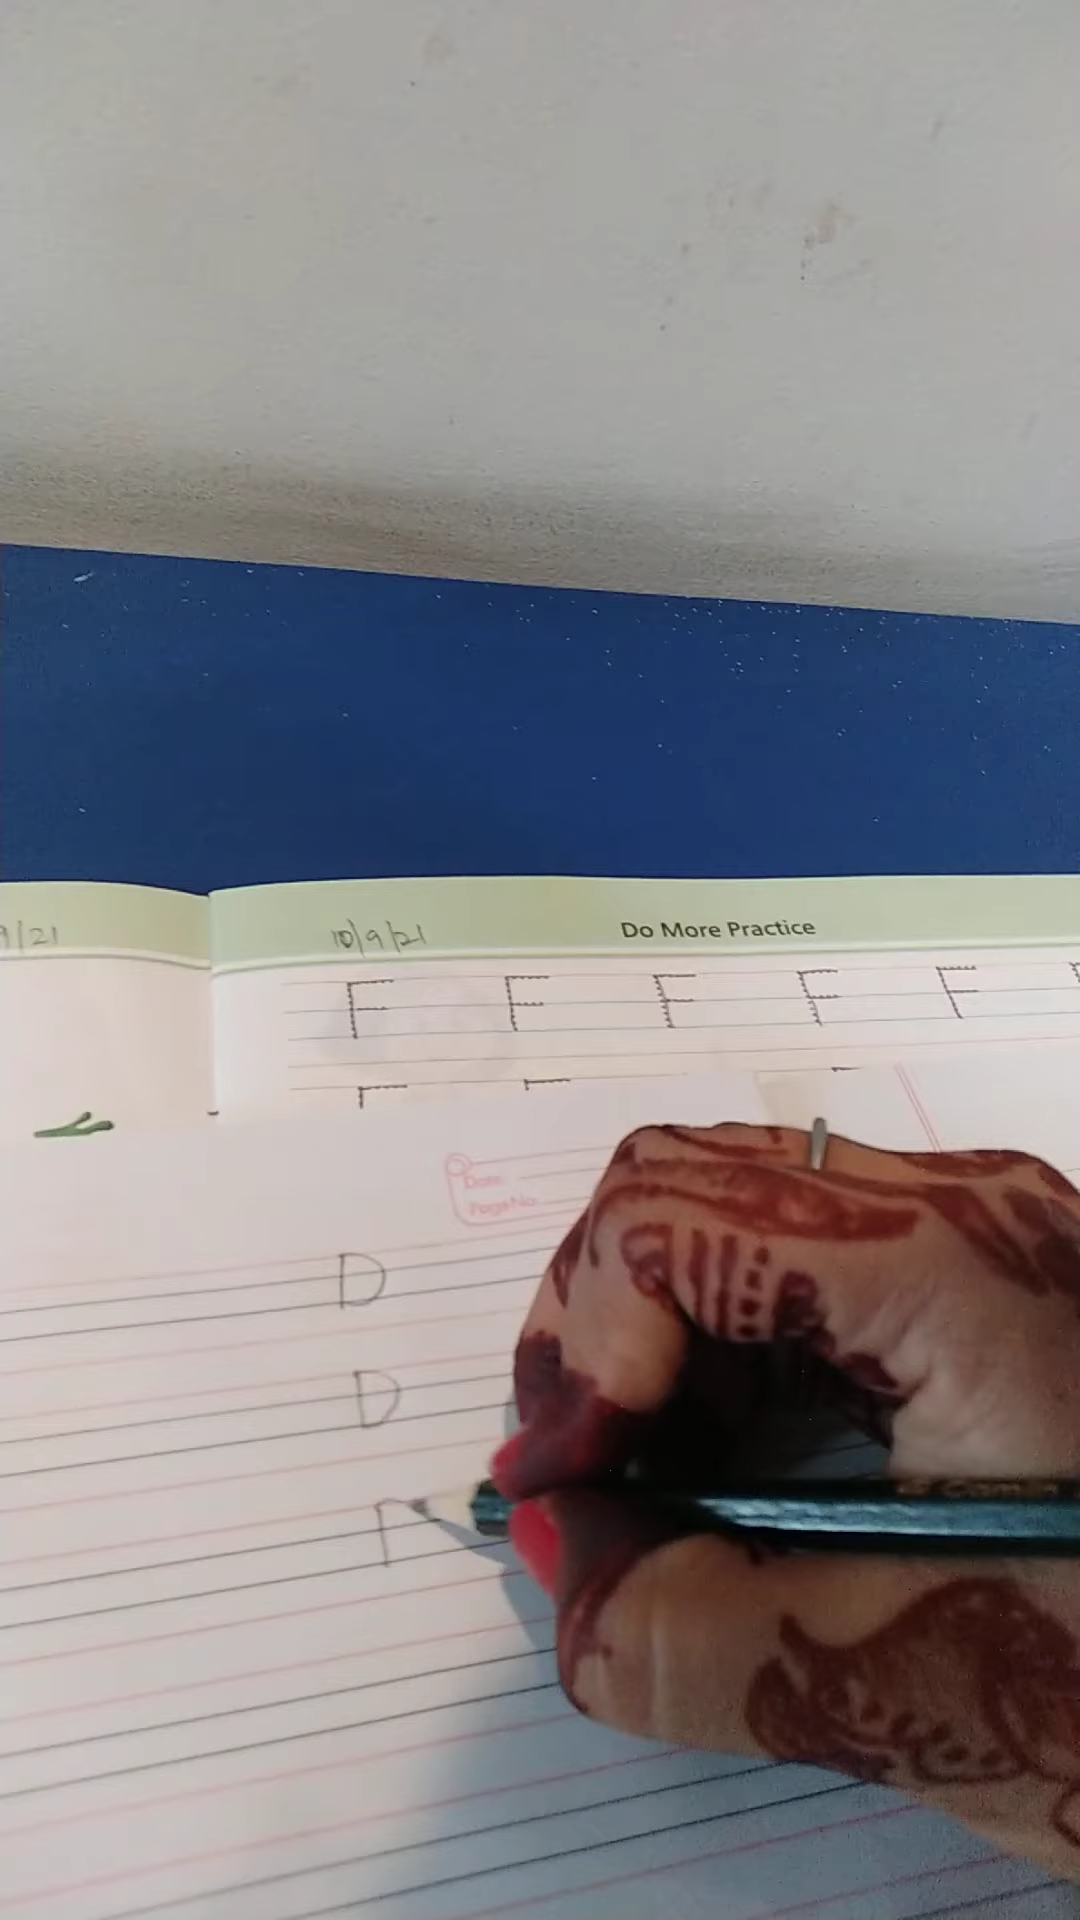 9/21
10/9/21
Do More Practice
F F F F F
Date
Page No.
D
D